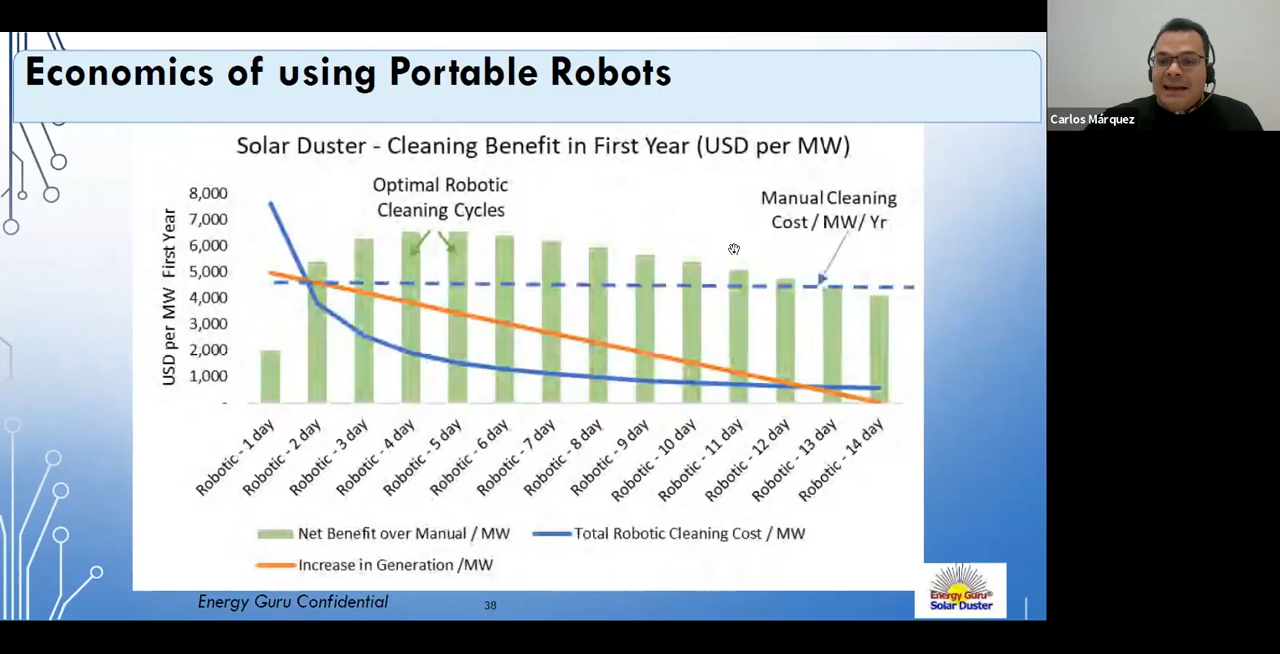 Economics of using Portable Robots
Carlos Márquez
Solar Duster - Cleaning Benefit in First Year (USD per MW)
Optimal Robotic
Cleaning Cycles
Manual Cleaning
Cost / MW/ Yr
USD per MW First Year
8,000
7,000
6,000
5,000
4,000
3,000
2,000
1,000
-
Robotic - 1 day
Robotic - 2 day
Robotic - 3 day
Robotic - 4 day
Robotic - 5 day
Robotic - 6 day
Robotic - 7 day
Robotic - 8 day
Robotic - 9 day
Robotic - 10 day
Robotic - 11 day
Robotic - 12 day
Robotic - 13 day
Robotic - 14 day
Net Benefit over Manual / MW
Total Robotic Cleaning Cost / MW
Increase in Generation /MW
Energy Guru Confidential
38
Energy Guru®
Solar Duster